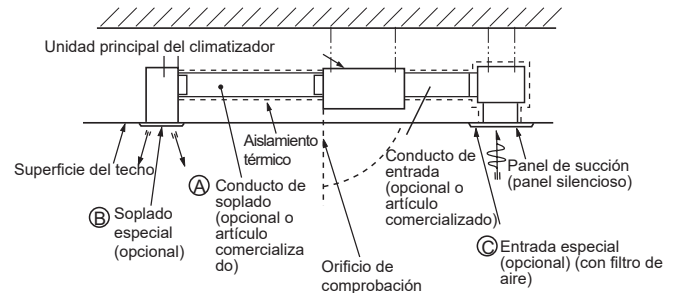 Unidad principal del climatizador
Aislamiento
térmico
Superficie del tecno
Ⓐ Conducto de
soplado
(opcional o
artículo
comercializa
do)
Ⓑ Soplado
especial
(opcional)
Orificio de
comprobación
Conducto de
entrada
(opcional o
artículo
comercializado)
Panel de succión
(panel silencioso)
Ⓒ Entrada especial
(opcional) (con filtro de
aire)